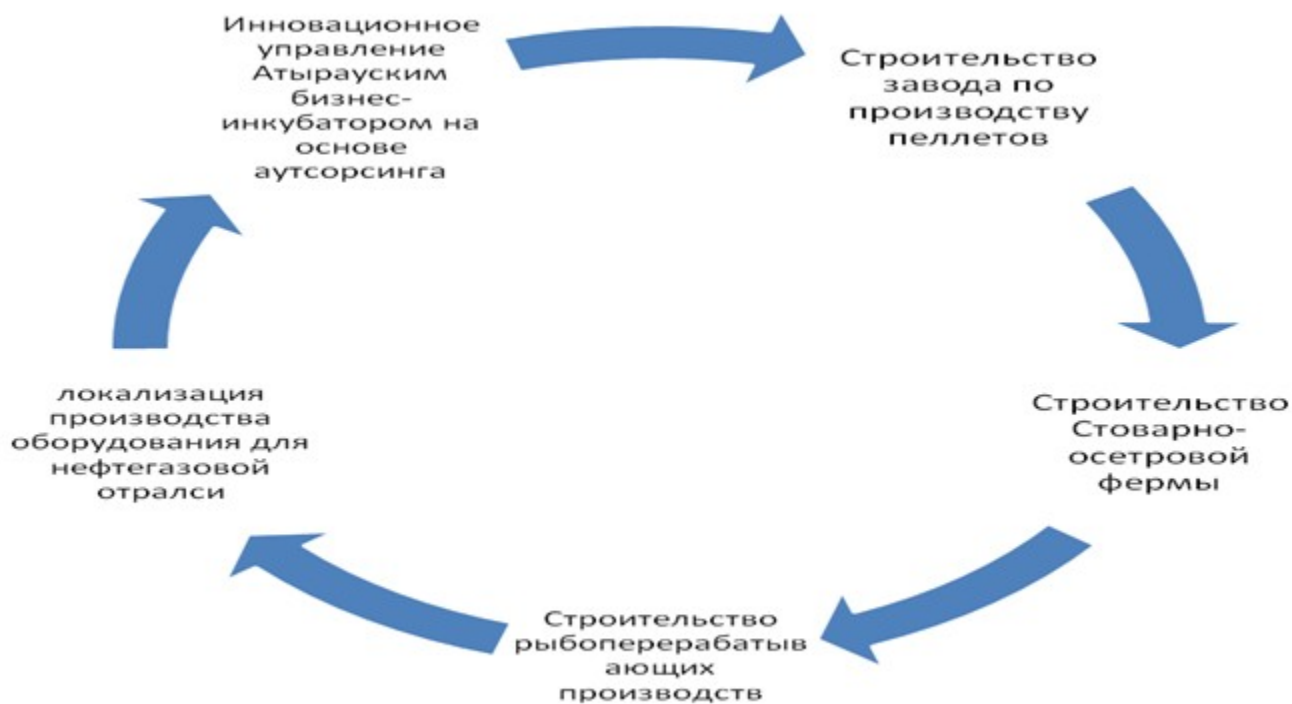 Инновационное
управление
Атырауским
бизнес-
инкубатором на
основе
аутсорсинга
Строительство
завода по
производству
пеллетов
Строительство
Стоварно-
осетровой
фермы
Строительство
рыбоперерабатыв
ающих
производств
локализация
производства
оборудования для
нефтегазовой
отралси